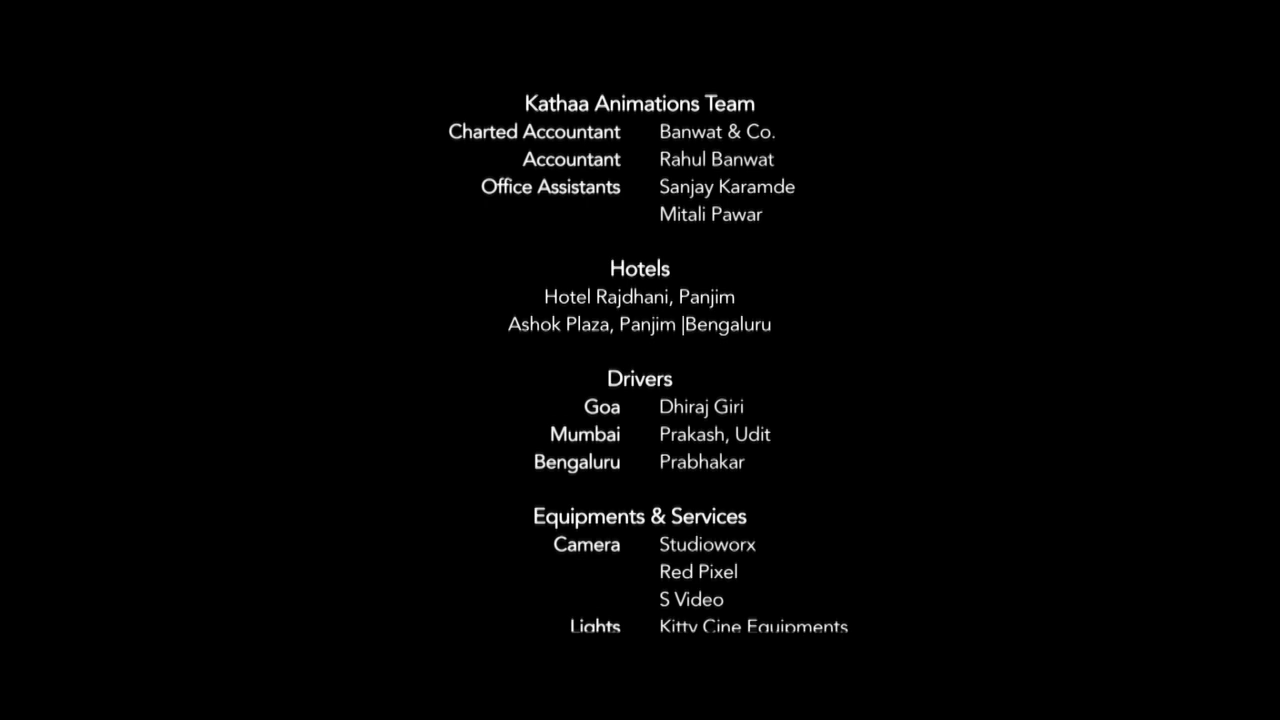 Kathaa Animations Team
Charted Accountant Banwat & Co.
Accountant Rahul Banwat
Office Assistants Sanjay Karamde
Mitali Pawar
Hotels
Hotel Rajdhani, Panjim
Ashok Plaza, Panjim |Bengaluru
Drivers
Goa Dhiraj Giri
Mumbai Prakash, Udit
Bengaluru Prabhakar
Equipments & Services
Camera Studioworx
Red Pixel
S Video
Lights Kitty Cine Equipments